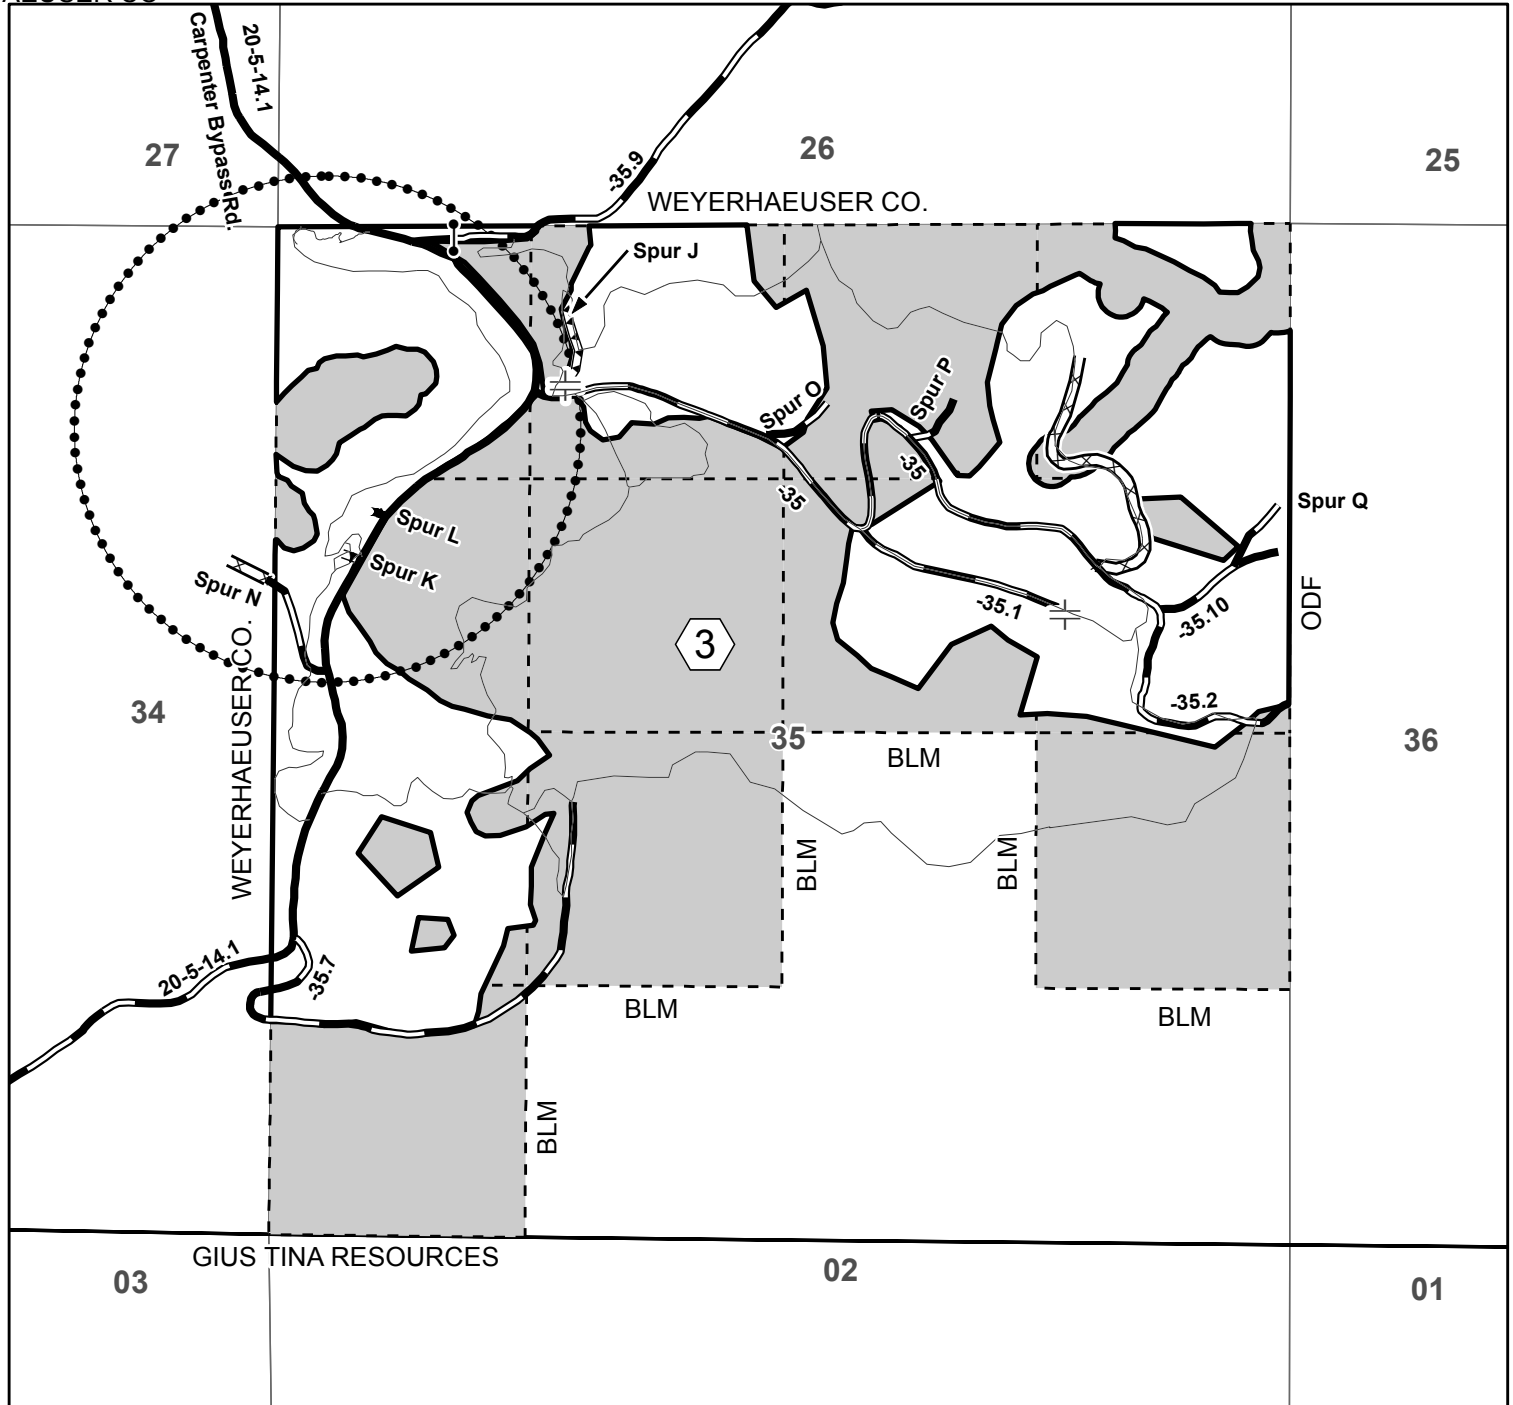 20-5-14.1
Carpenter Bypass Rd.
27
26
25
-35.9
WEYERHAEUSER CO.
Spur J
Spur O
Spur P
-35
-35
Spur Q
Spur L
Spur K
Spur N
-35.1
-35.10
ODF
3
WEYERHAEUSER CO.
34
-35.2
35
36
BLM
BLM
BLM
20-5-14.1
-35.7
BLM
BLM
BLM
GIUS TINA RESOURCES
03
02
01